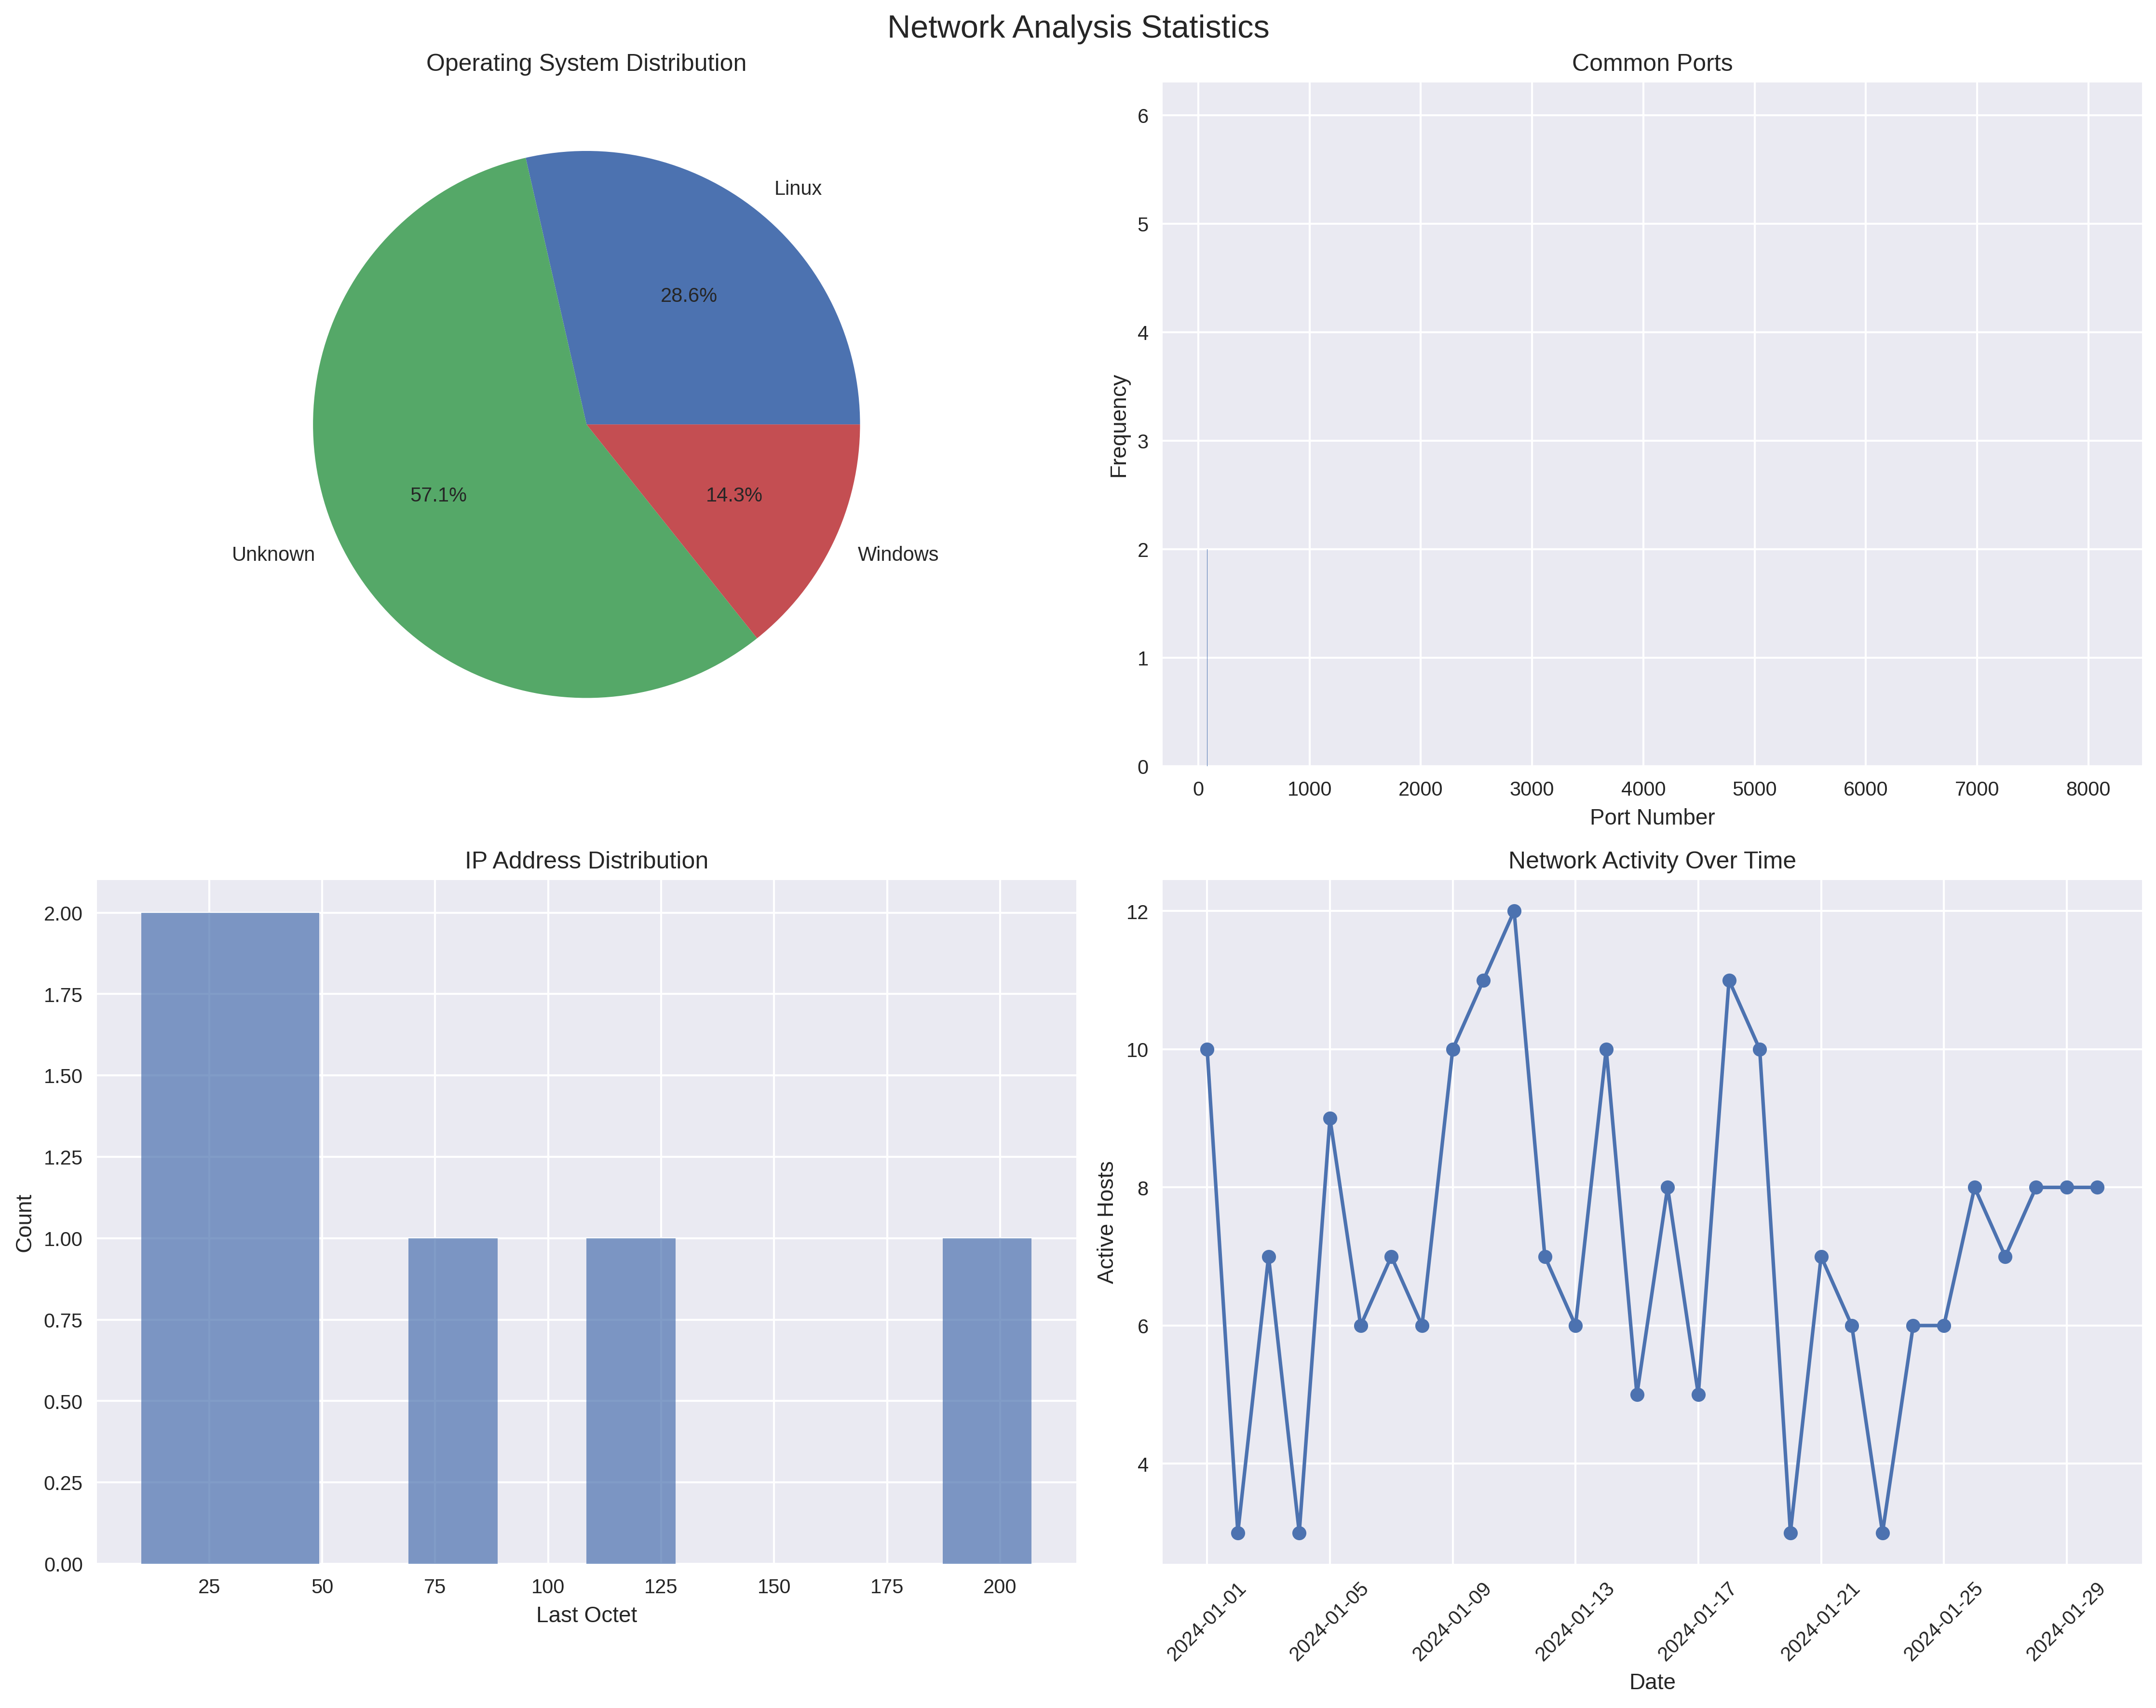 Network Analysis Statistics
Operating System Distribution
Linux
28.6%
57.1%
14.3%
Unknown
Windows
Common Ports
6
5
4
3
2
1
0
Frequency
0 1000 2000 3000 4000 5000 6000 7000 8000
Port Number
IP Address Distribution
2.00
1.75
1.50
1.25
1.00
0.75
0.50
0.25
0.00
Count
25 50 75 100 125 150 175 200
Last Octet
Network Activity Over Time
12
10
8
6
4
Active Hosts
2024-01-01 2024-01-05 2024-01-09 2024-01-13 2024-01-17 2024-01-21 2024-01-25 2024-01-29
Date